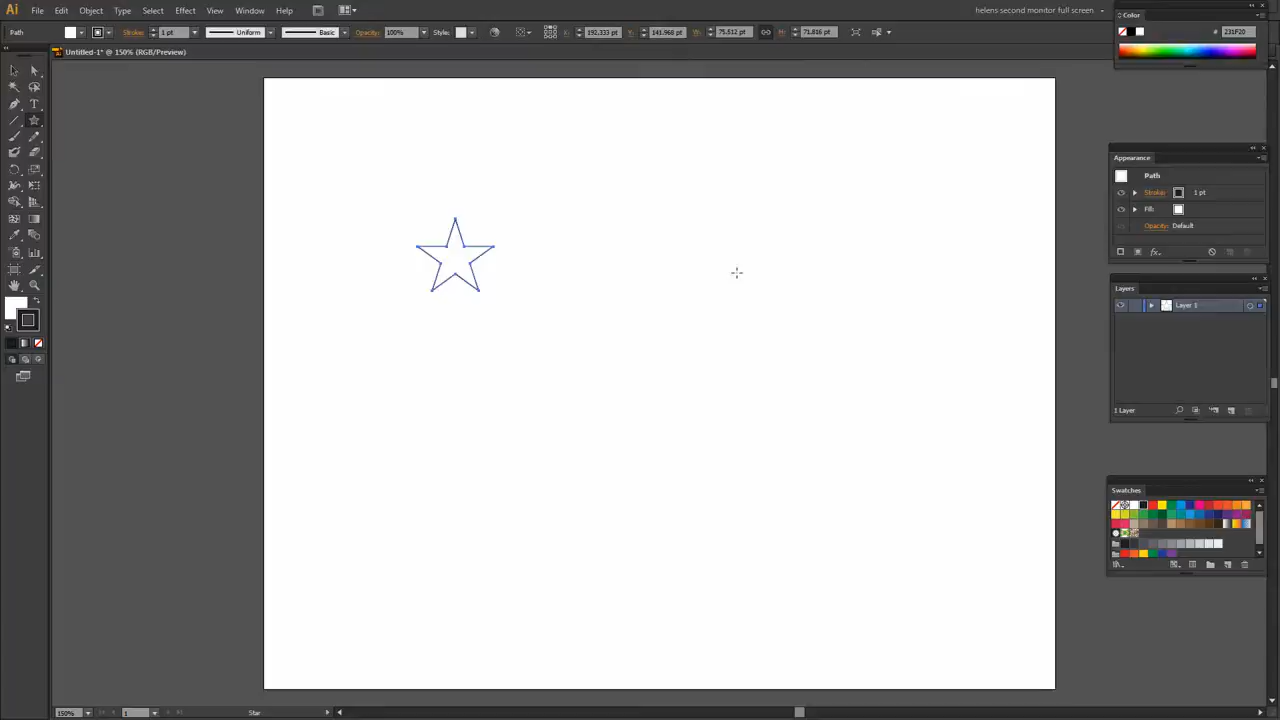 Ai File Edit Object Type Select Effect View Window Help helens second monitor full screen
Color
Path Stroke: 1 pt Uniform Basic Opacity: 100% Style: X: 192.333 pt Y: 141.968 pt W: 75.512 pt H: 71.816 pt
# 231F20
Untitled-1* @ 150% (RGB/Preview)
Appearance
Path
Stroke: 1 pt
Fill:
Opacity: Default
Layers
Layer 1
1 Layer
Swatches
150% 1 Star